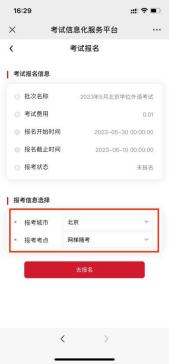 16:29
考试信息化服务平台
考试报名
考试报名信息
批次名称 2023年5月北京学位外语考试
考试费用 0.01
报名开始时间 2023-05-30 00:00:00
报名截止时间 2023-06-10 00:00:00
报考状态 未报名
报考信息选择
* 报考城市 北京
* 报考考点 网梯随考
去报名